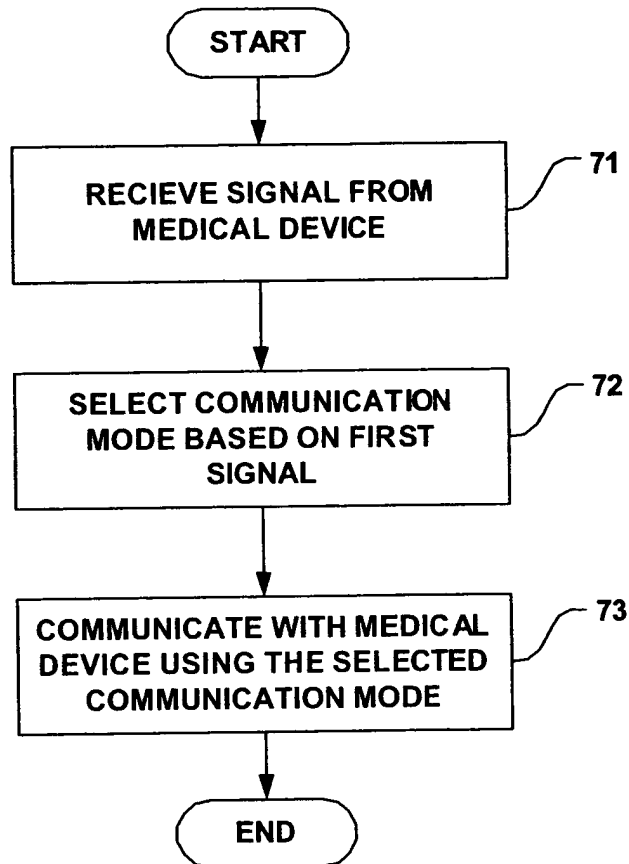 START
RECIEVE SIGNAL FROM
MEDICAL DEVICE
71
SELECT COMMUNICATION
MODE BASED ON FIRST
SIGNAL
72
COMMUNICATE WITH MEDICAL
DEVICE USING THE SELECTED
COMMUNICATION MODE
73
END